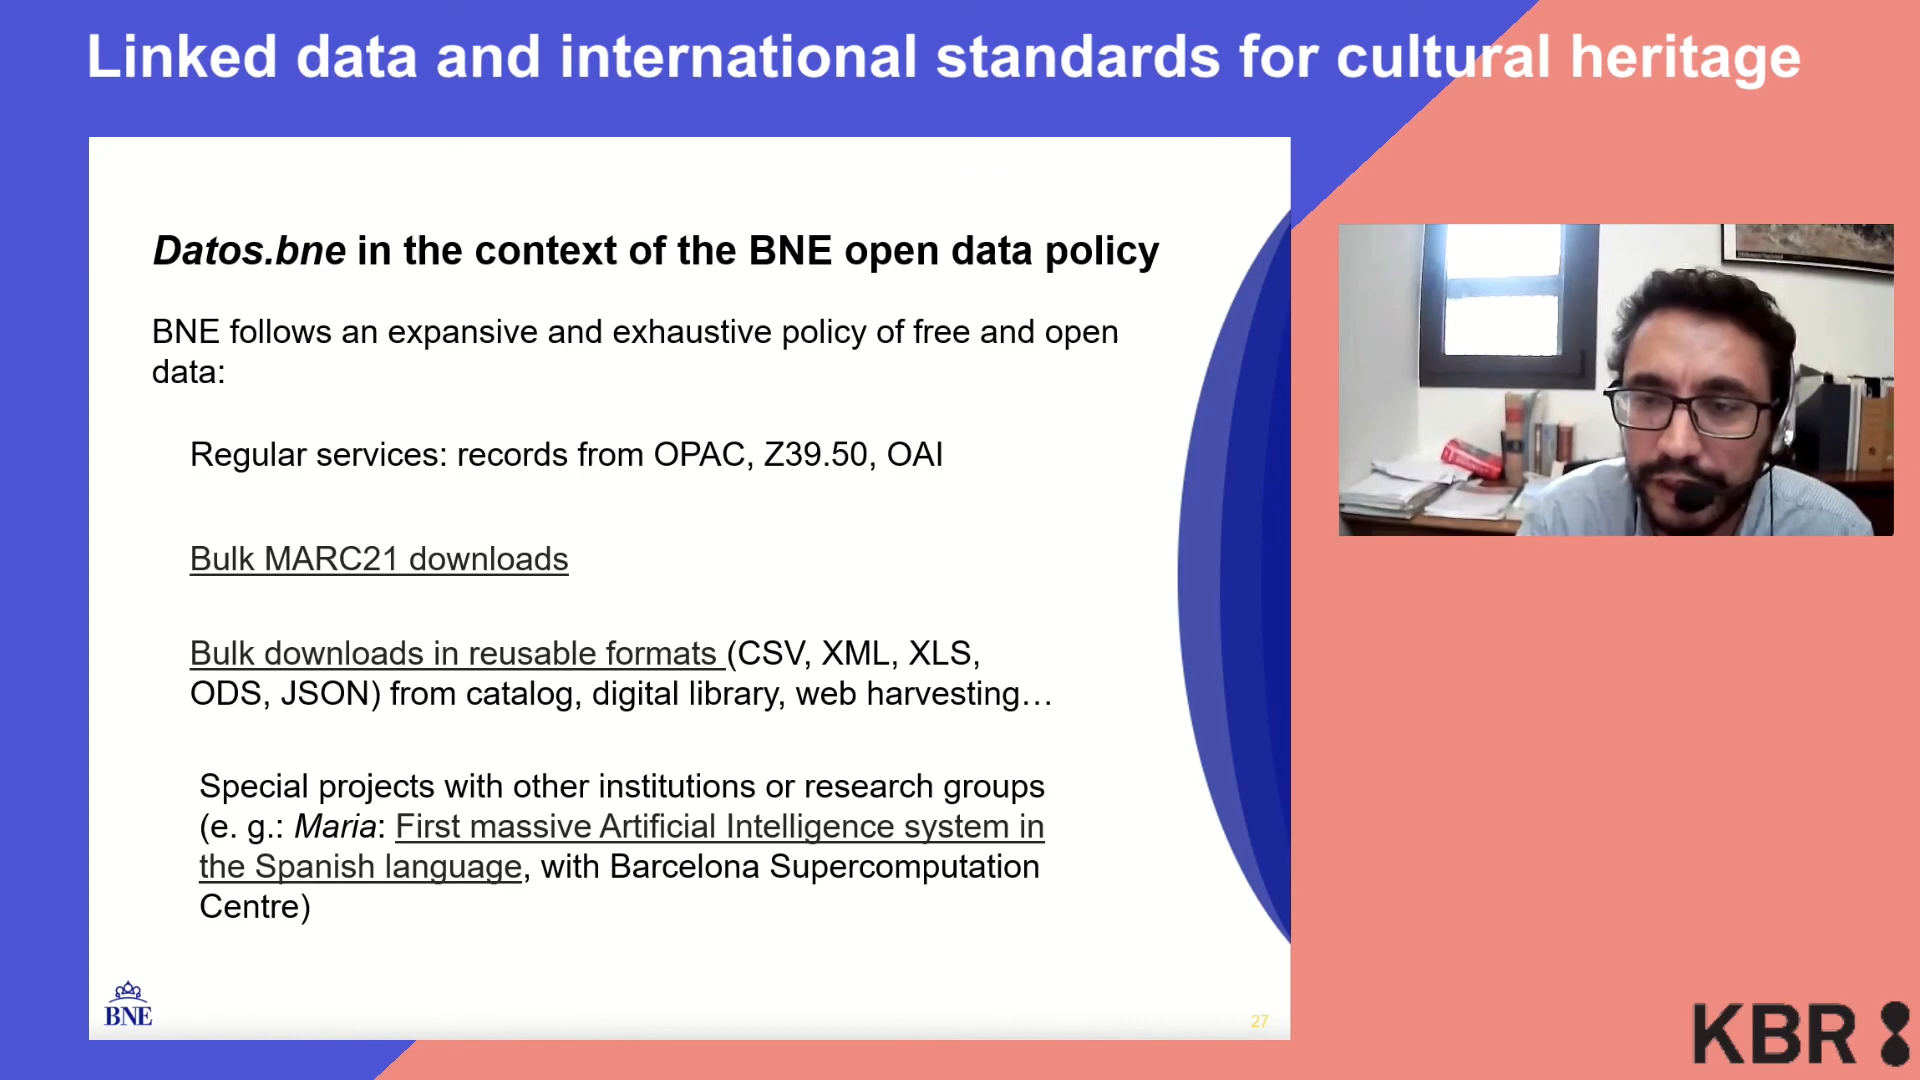 Linked data and international standards for cultural heritage
Datos.bne in the context of the BNE open data policy
BNE follows an expansive and exhaustive policy of free and open
data:
Regular services: records from OPAC, Z39.50, OAI
Bulk MARC21 downloads
Bulk downloads in reusable formats (CSV, XML, XLS,
ODS, JSON) from catalog, digital library, web harvesting…
Special projects with other institutions or research groups
(e. g.: Maria: First massive Artificial Intelligence system in
the Spanish language, with Barcelona Supercomputation
Centre)
BNE
27
KBR